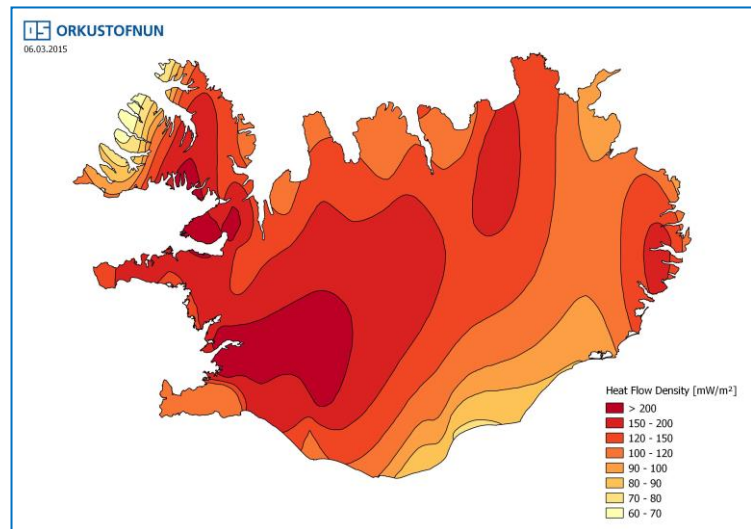 OS ORKUSTOFNUN
06.03.2015
Heat Flow Density [mW/m²]
> 200
150 - 200
120 - 150
100 - 120
90 - 100
80 - 90
70 - 80
60 - 70